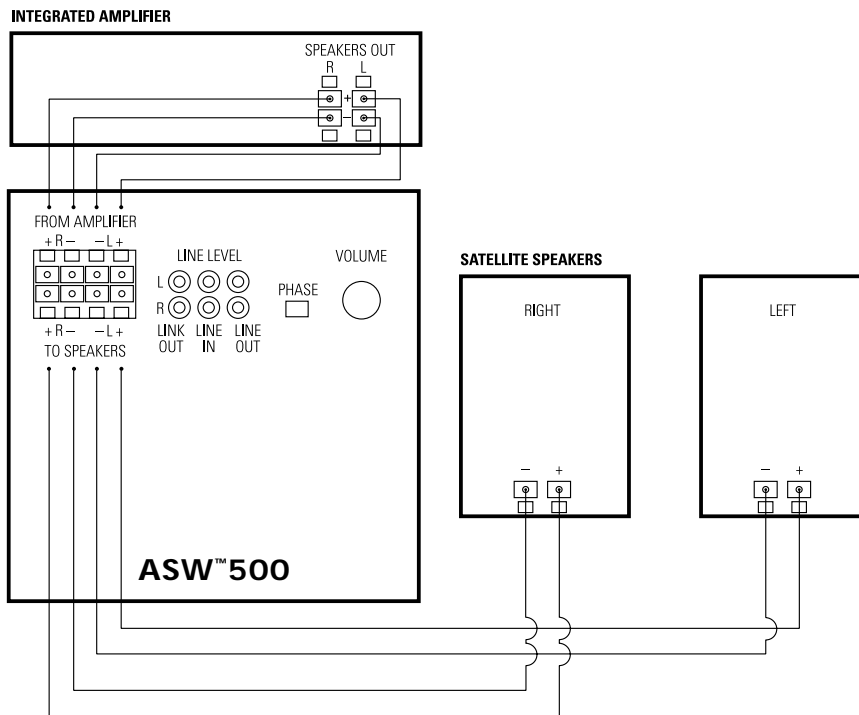 INTEGRATED AMPLIFIER
SPEAKERS OUT
R L
+
−
FROM AMPLIFIER
+ R − − L +
LINE LEVEL
L
R
LINK OUT
LINE IN
LINE OUT
PHASE
VOLUME
+ R − − L +
TO SPEAKERS
ASW™500
SATELLITE SPEAKERS
RIGHT
− +
LEFT
− +